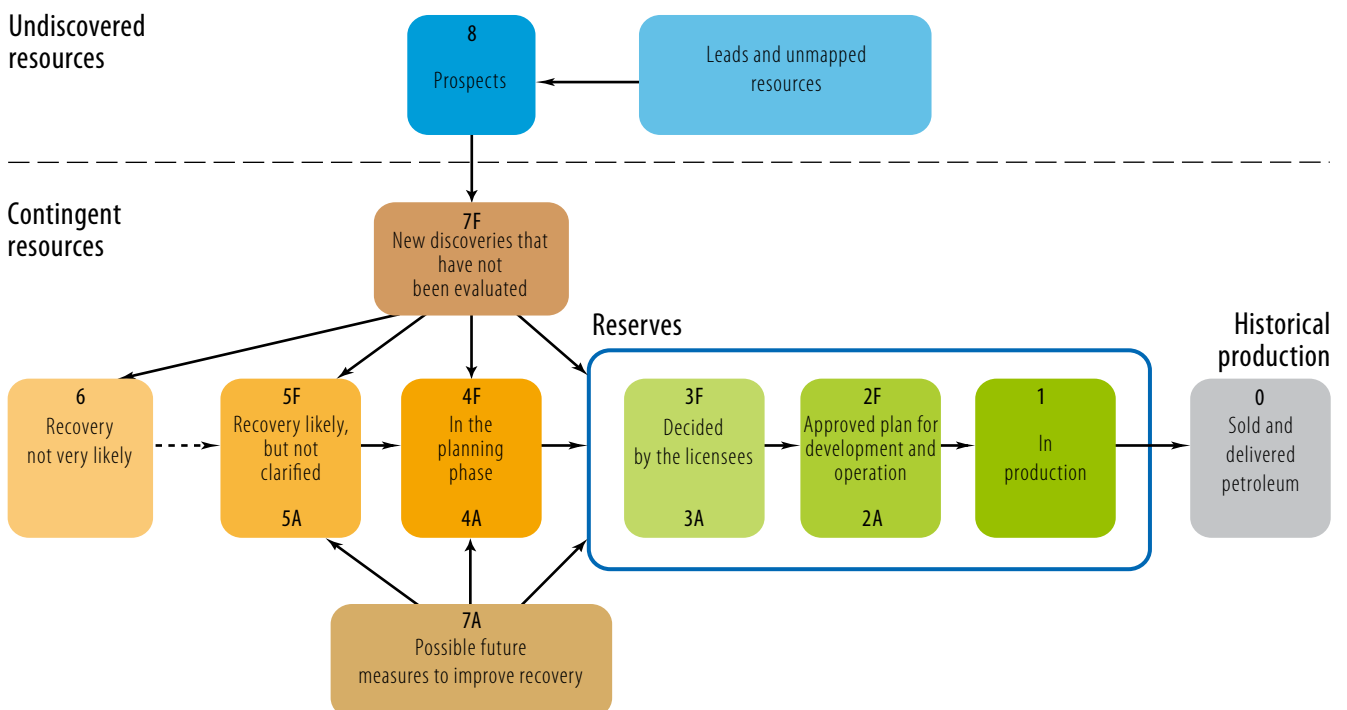 Undiscovered
resources
8
Prospects
Leads and unmapped
resources
Contingent
resources
7F
New discoveries that
have not
been evaluated
Reserves
Historical
production
6
Recovery
not very likely
5F
Recovery likely,
but not
clarified
5A
4F
In the
planning
phase
4A
3F
Decided
by the licensees
3A
2F
Approved plan for
development and
operation
2A
1
In
production
0
Sold and
delivered
petroleum
7A
Possible future
measures to improve recovery